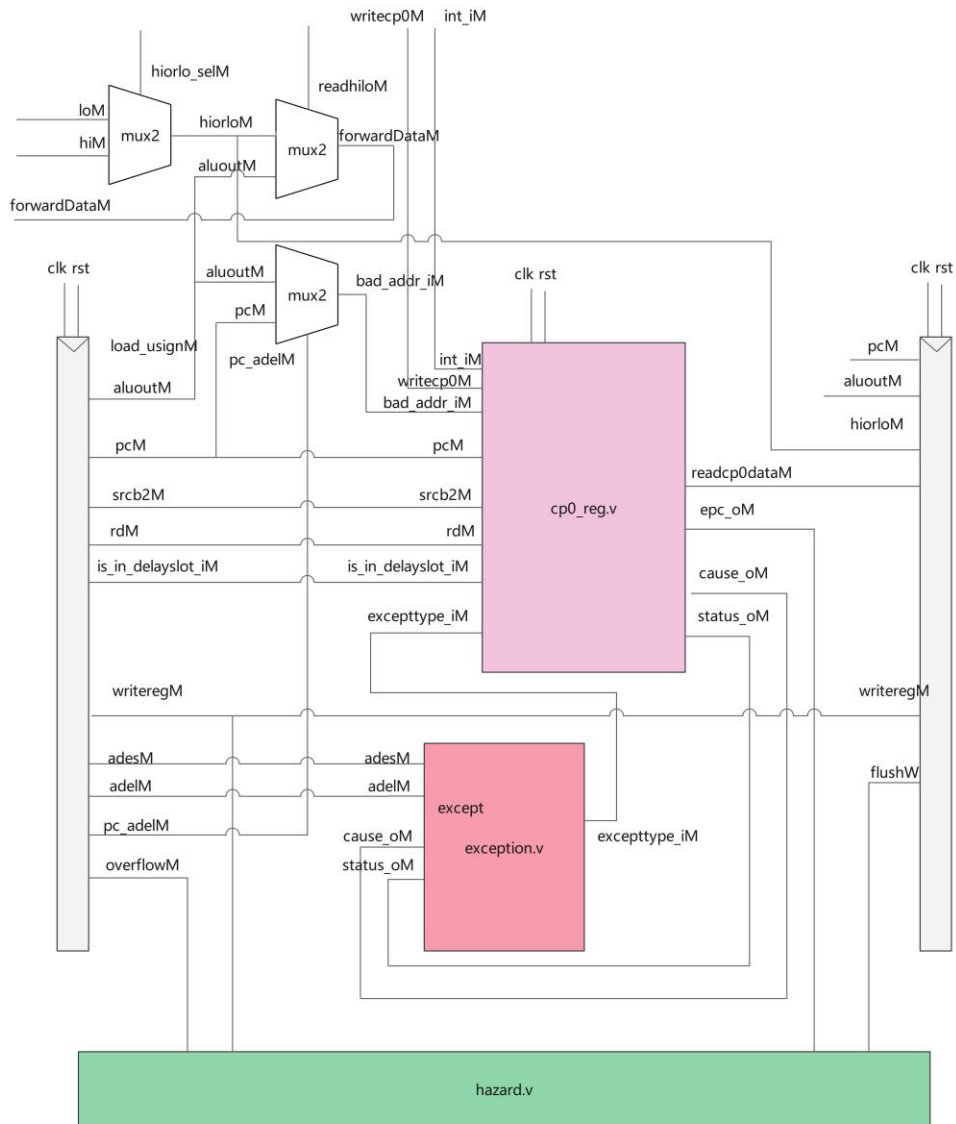 writecp0M int_iM
hiorlo_selM
readhiloM
loM
mux2
hiorloM
forwardDataM
hiM
mux2
aluoutM
forwardDataM
clk rst
aluoutM
mux2
bad_addr_iM
clk rst
clk rst
pcM
load_usignM
pc_adelM
int_iM
pcM
aluoutM
writecp0M
aluoutM
bad_addr_iM
hiorloM
pcM
pcM
readcp0dataM
srcb2M
srcb2M
cp0_reg.v
epc_oM
rdM
rdM
is_in_delayslot_iM
is_in_delayslot_iM
cause_oM
excepttype_iM
status_oM
writeregM
writeregM
adesM
adesM
flushW
adelM
adelM
except
pc_adelM
cause_oM
exception.v
excepttype_iM
overflowM
status_oM
hazard.v